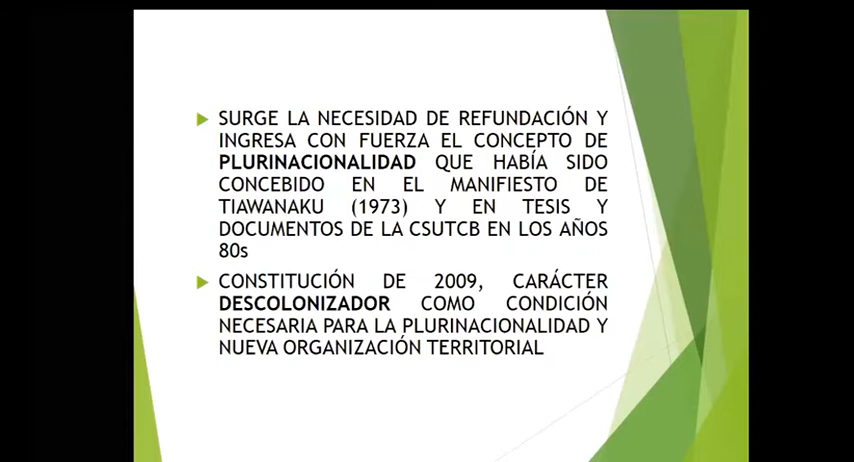 SURGE LA NECESIDAD DE REFUNDACIÓN Y
INGRESA CON FUERZA EL CONCEPTO DE
PLURINACIONALIDAD QUE HABÍA SIDO
CONCEBIDO EN EL MANIFIESTO DE
TIAWANAKU (1973) Y EN TESIS Y
DOCUMENTOS DE LA CSUTCB EN LOS AÑOS
80s
CONSTITUCIÓN DE 2009, CARÁCTER
DESCOLONIZADOR COMO CONDICIÓN
NECESARIA PARA LA PLURINACIONALIDAD Y
NUEVA ORGANIZACIÓN TERRITORIAL